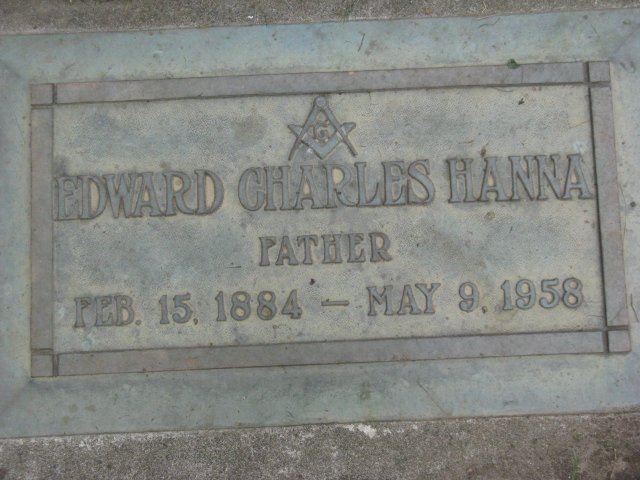 G
EDWARD CHARLES HANNA
FATHER
FEB. 15, 1884 — MAY 9, 1958